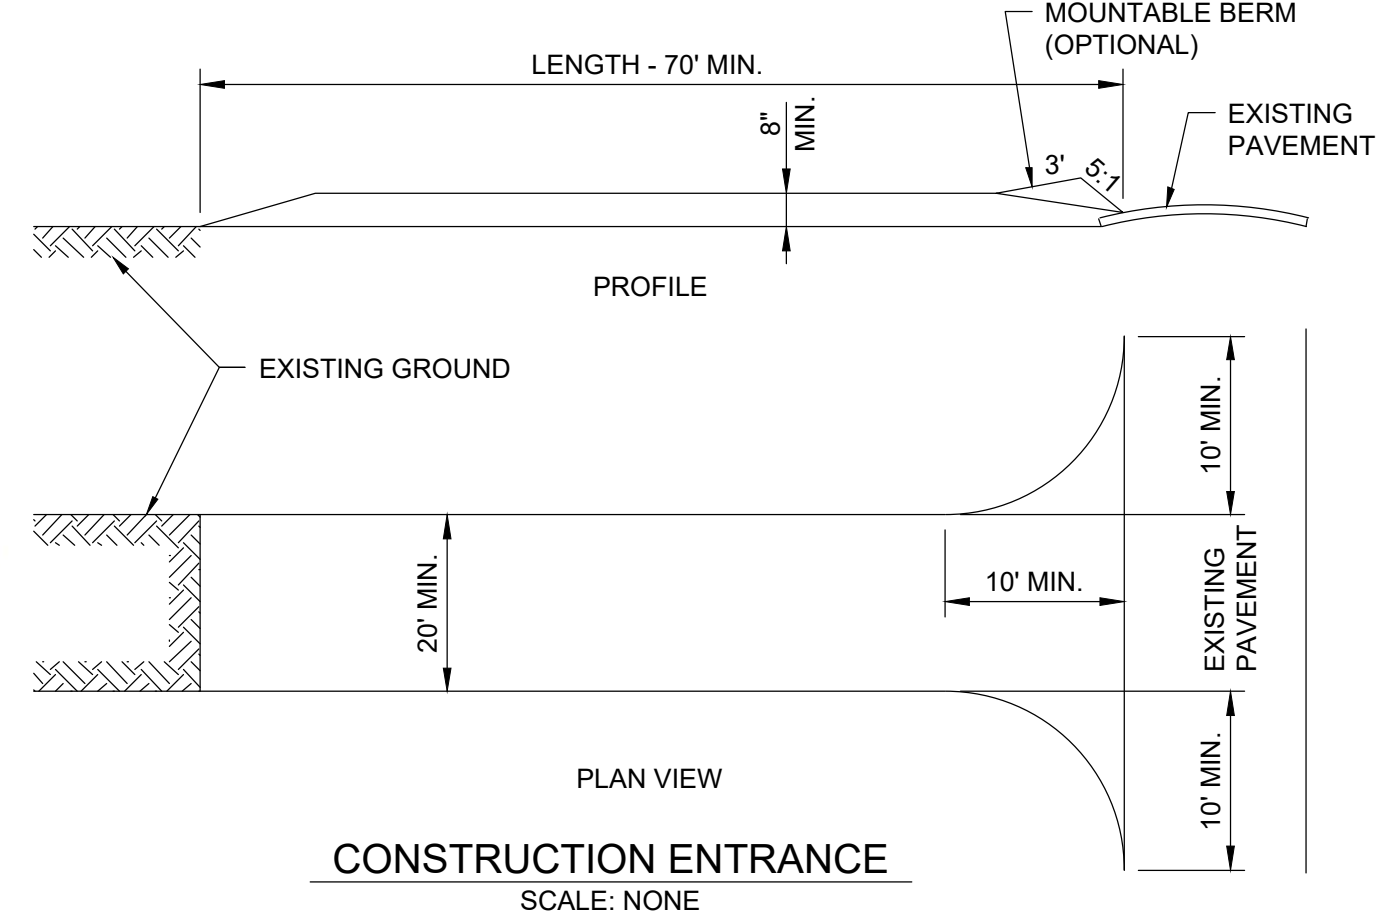 MOUNTABLE BERM
(OPTIONAL)
LENGTH - 70' MIN.
8"
MIN.
EXISTING
PAVEMENT
3'
5:1
PROFILE
EXISTING GROUND
10' MIN.
20' MIN.
10' MIN.
EXISTING
PAVEMENT
10' MIN.
PLAN VIEW
CONSTRUCTION ENTRANCE
SCALE: NONE